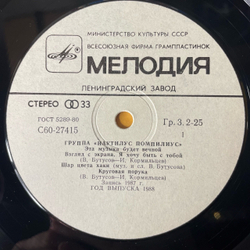 МИНИСТЕРСТВО КУЛЬТУРЫ СССР
ВСЕСОЮЗНАЯ ФИРМА ГРАМПЛАСТИНОК
МЕЛОДИЯ
ЛЕНИНГРАДСКИЙ ЗАВОД
СТЕРЕО 33
ГОСТ 5289-80
С60-27415
Гр. 3. 2-25
1
ГРУППА «НАУТИЛУС ПОМПИЛИУС»
Эта музыка будет вечной
Взгляд с экрана, Я хочу быть с тобой
(В. Бутусов—И. Кормильцев)
Шар цвета хаки (муз. и сл. В. Бутусова)
Круговая порука
(В. Бутусов—И. Кормильцев)
Запись 1987 г.
ГОД ВЫПУСКА 1988